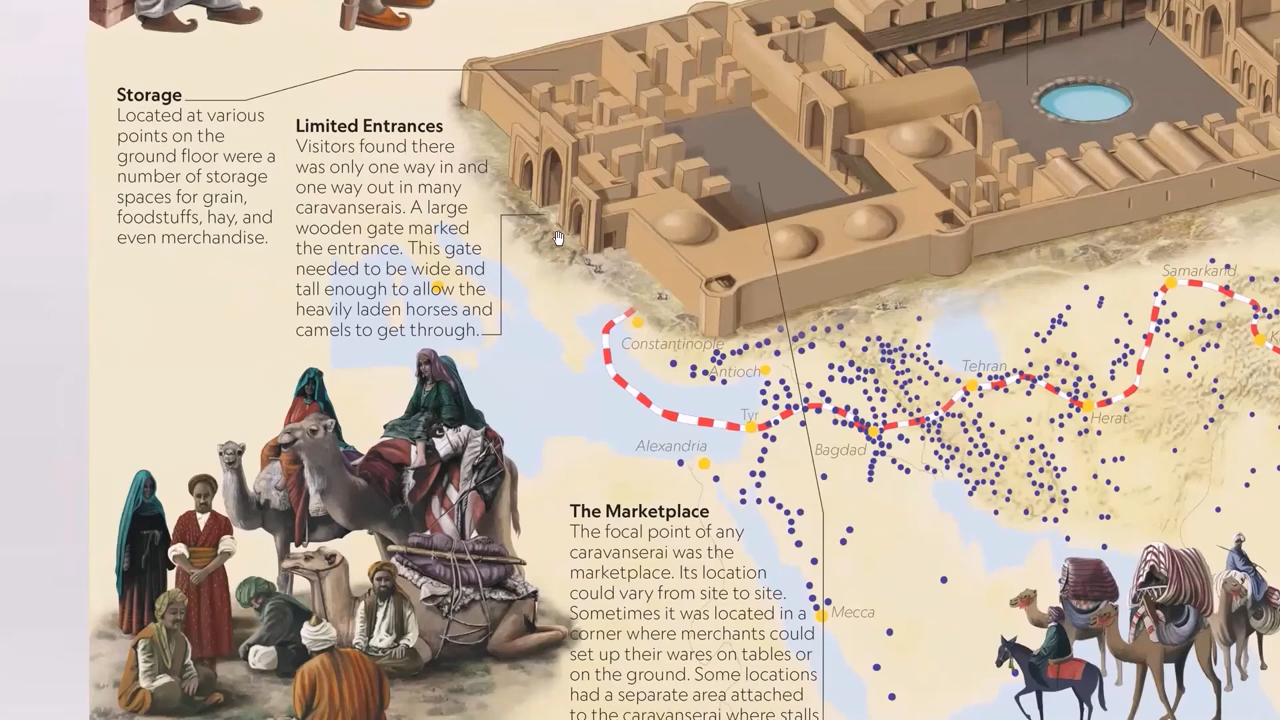 Storage
Located at various
points on the
ground floor were a
number of storage
spaces for grain,
foodstuffs, hay, and
even merchandise.
Limited Entrances
Visitors found there
was only one way in and
one way out in many
caravanserais. A large
wooden gate marked
the entrance. This gate
needed to be wide and
tall enough to allow the
heavily laden horses and
camels to get through.
Samarkand
Constantinople
Antioch
Tehran
Tyr
Herat
Alexandria
Bagdad
The Marketplace
The focal point of any
caravanserai was the
marketplace. Its location
could vary from site to site.
Sometimes it was located in a
corner where merchants could
set up their wares on tables or
on the ground. Some locations
had a separate area attached
to the caravanserai where stalls
Mecca